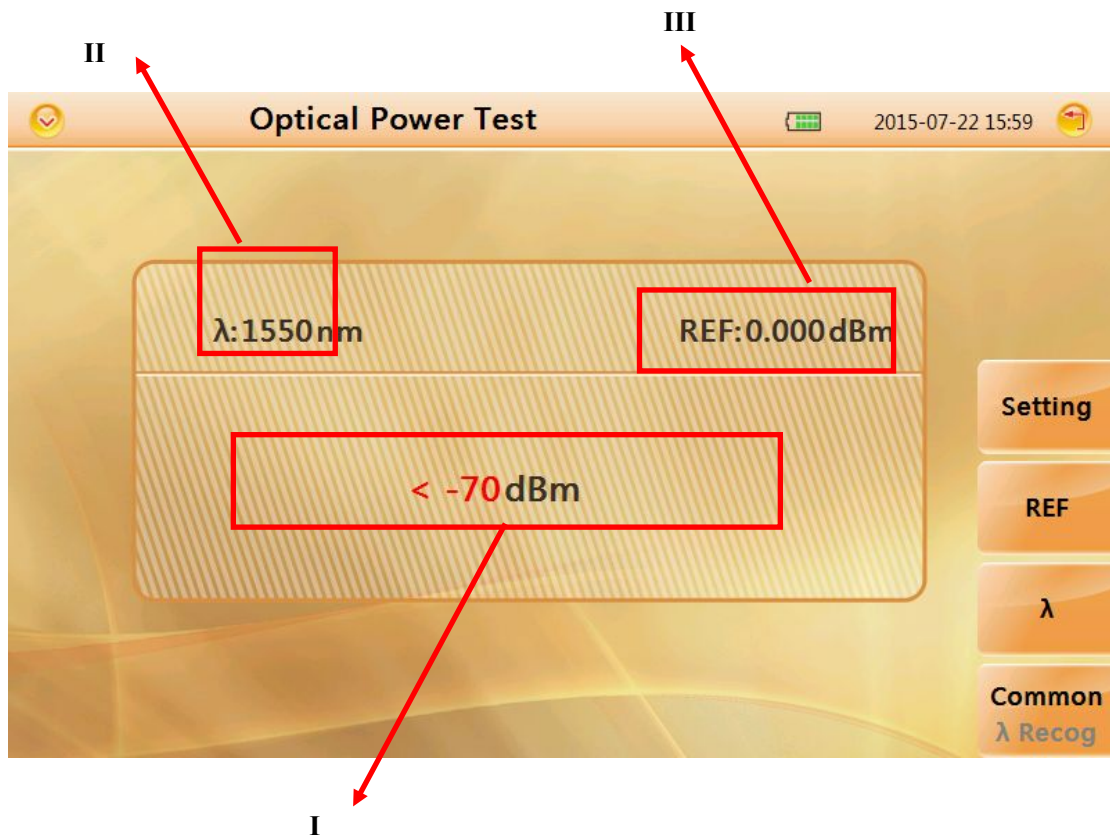 III
II
Optical Power Test
2015-07-22 15:59
λ:1550nm
REF:0.000dBm
Setting
< -70dBm
REF
λ
Common
λ Recog
I